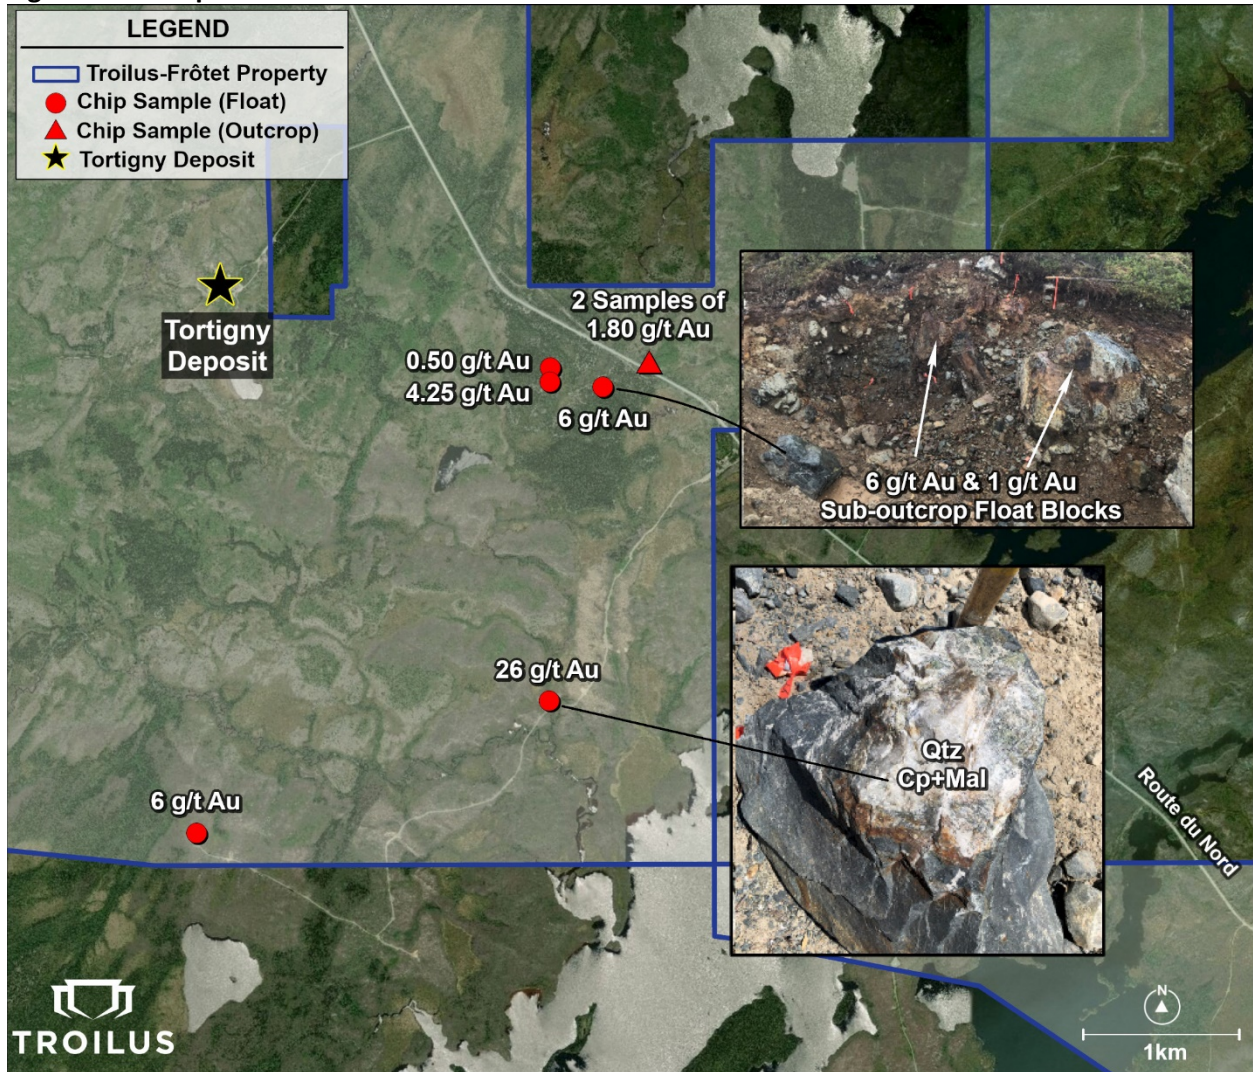 LEGEND
Troilus-Frôtet Property
Chip Sample (Float)
Chip Sample (Outcrop)
Tortigny Deposit
Tortigny
Deposit
2 Samples of
1.80 g/t Au
0.50 g/t Au
4.25 g/t Au
6 g/t Au
6 g/t Au & 1 g/t Au
Sub-outcrop Float Blocks
26 g/t Au
Qtz
Cp+Mal
6 g/t Au
Route du Nord
TROILUS
N
1km